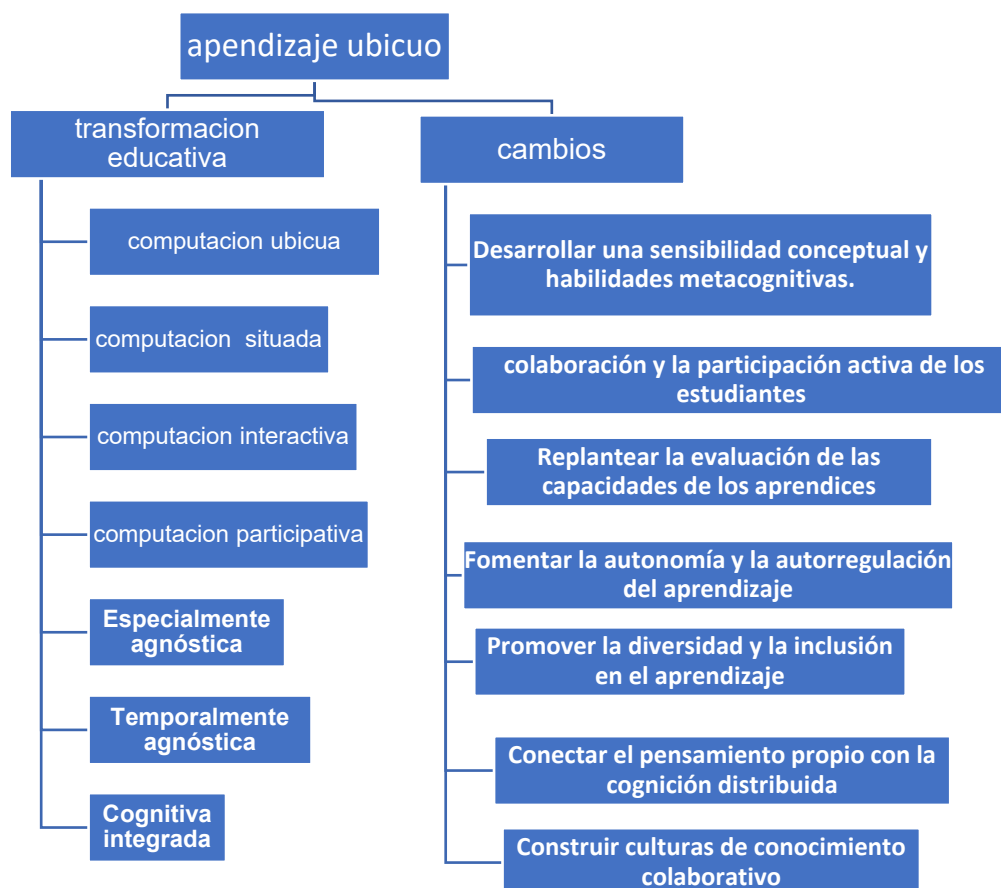 apendizaje ubicuo
transformacion
educativa
computacion ubicua
computacion situada
computacion interactiva
computacion participativa
Especialmente
agnóstica
Temporalmente
agnóstica
Cognitiva
integrada
cambios
Desarrollar una sensibilidad conceptual y
habilidades metacognitivas.
colaboración y la participación activa de los
estudiantes
Replantear la evaluación de las
capacidades de los aprendices
Fomentar la autonomía y la autorregulación
del aprendizaje
Promover la diversidad y la inclusión
en el aprendizaje
Conectar el pensamiento propio con la
cognición distribuida
Construir culturas de conocimiento
colaborativo